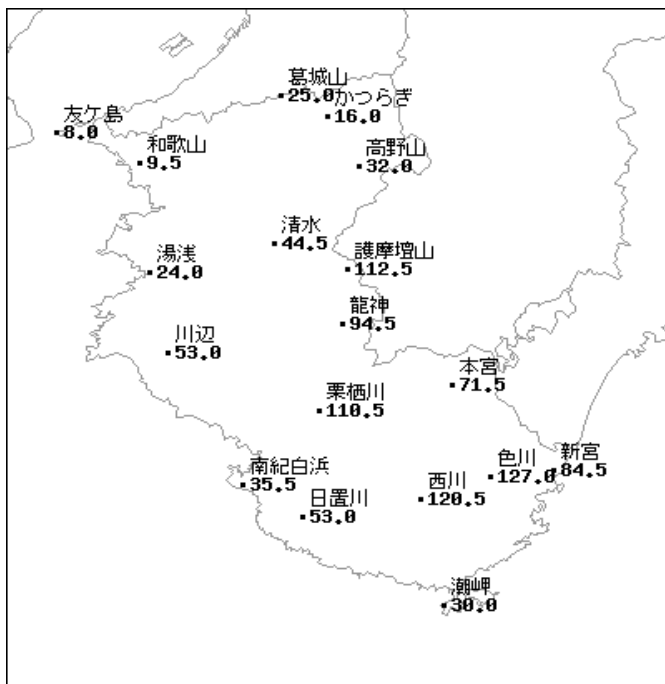 葛城山
25.0
かつらぎ
16.0
友ケ島
8.0
和歌山
9.5
高野山
32.0
清水
44.5
護摩壇山
112.5
湯浅
24.0
龍神
94.5
川辺
53.0
本宮
71.5
栗栖川
110.5
新宮
84.5
色川
127.0
南紀白浜
35.5
西川
120.5
日置川
53.0
潮岬
30.0